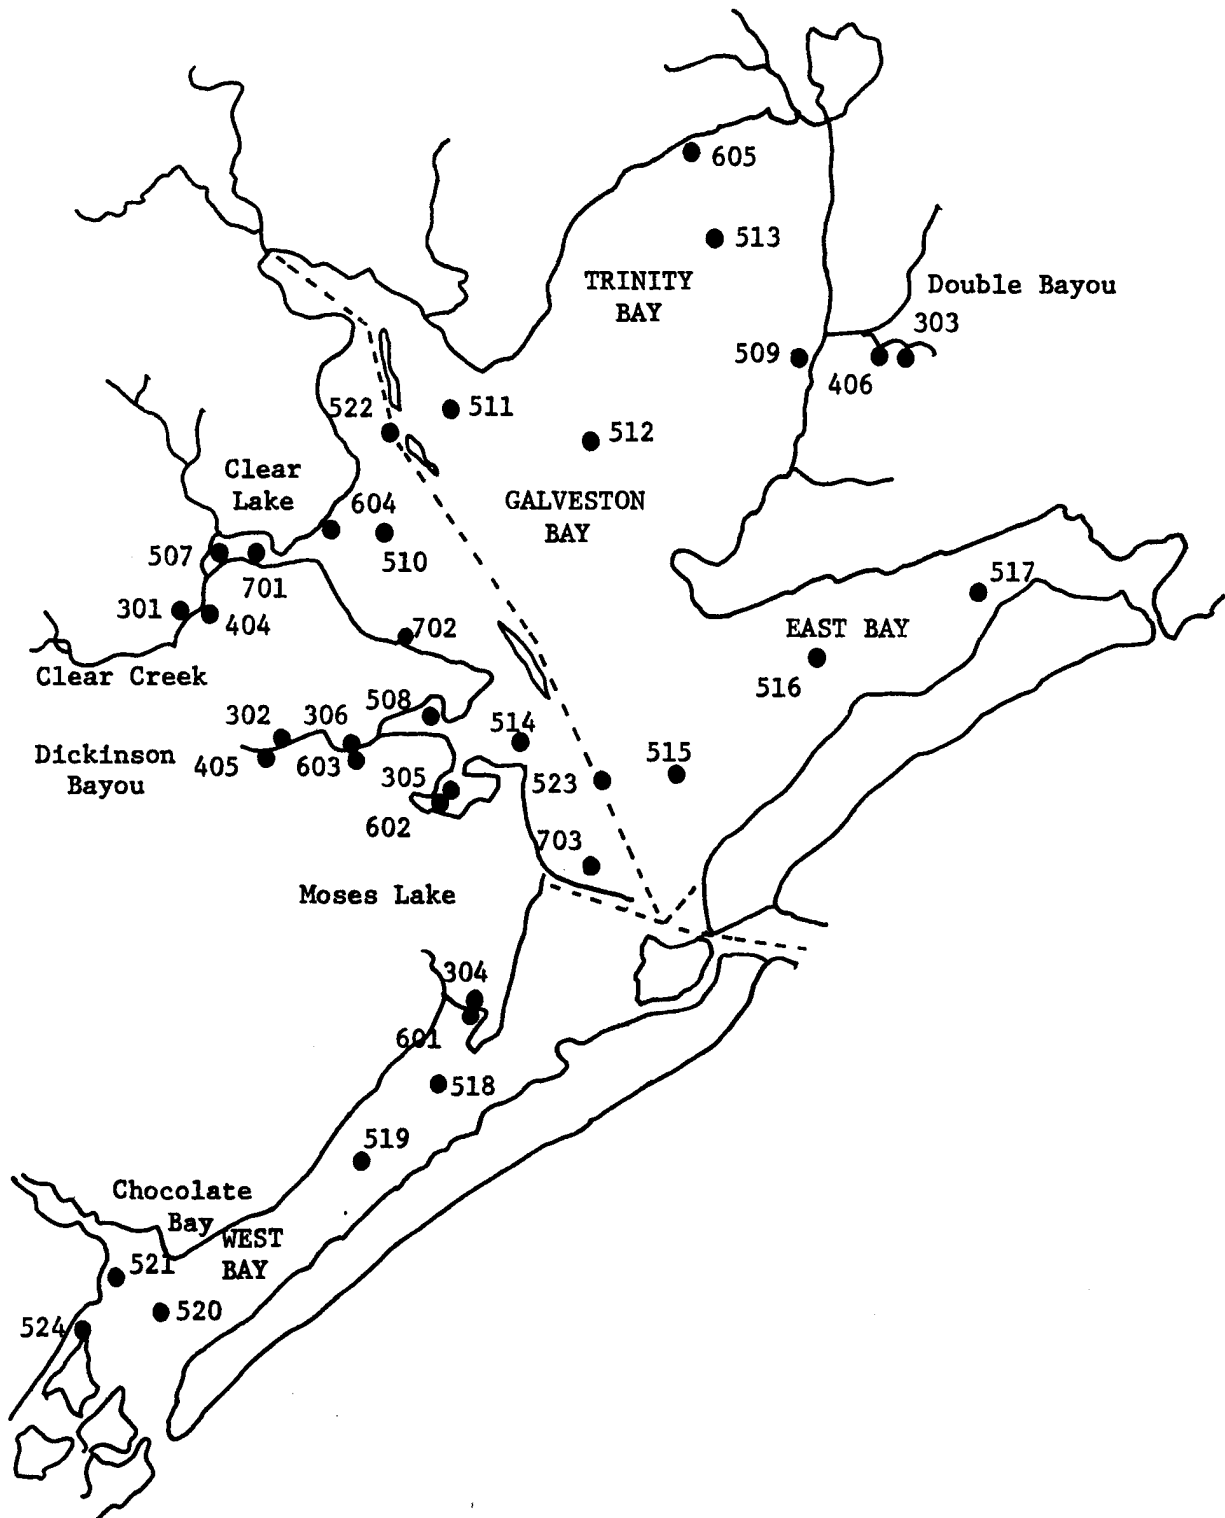 605
513
TRINITY
BAY
Double Bayou
303
509
406
522
511
512
Clear
Lake
604
GALVESTON
BAY
507
510
701
517
301
404
702
EAST BAY
Clear Creek
516
508
302
306
514
Dickinson
Bayou
405
603
515
305
523
602
703
Moses Lake
304
601
518
519
Chocolate
Bay
WEST
BAY
521
520
524